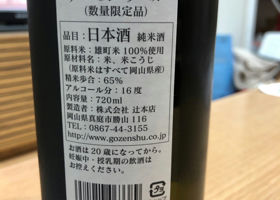 (数量限定品)
品目:日本酒 純米酒
原料米:雄町米100%使用
原材料名:米、米こうじ
(原料米はすべて岡山県産)
精米歩合:65%
アルコール分:16度
内容量:720ml
製造者:株式会社 辻本店
岡山県真庭市勝山 116
TEL:0867-44-3155
http://www.gozenshu.co.jp
お酒は20歳になってから。
妊娠中・授乳期の飲酒は
お控えください。